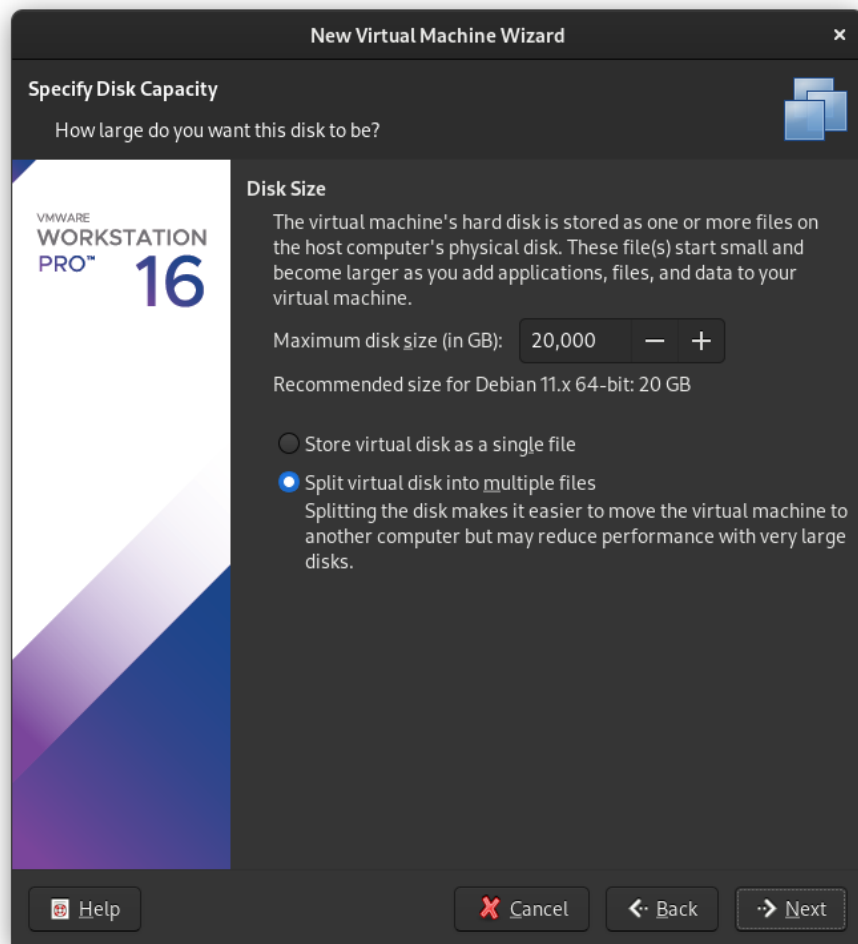 New Virtual Machine Wizard
Specify Disk Capacity
How large do you want this disk to be?
VMWARE
WORKSTATION
PRO™ 16
Disk Size
The virtual machine's hard disk is stored as one or more files on
the host computer's physical disk. These file(s) start small and
become larger as you add applications, files, and data to your
virtual machine.
Maximum disk size (in GB): 20,000
Recommended size for Debian 11.x 64-bit: 20 GB
Store virtual disk as a single file
Split virtual disk into multiple files
Splitting the disk makes it easier to move the virtual machine to
another computer but may reduce performance with very large
disks.
Help Cancel Back Next